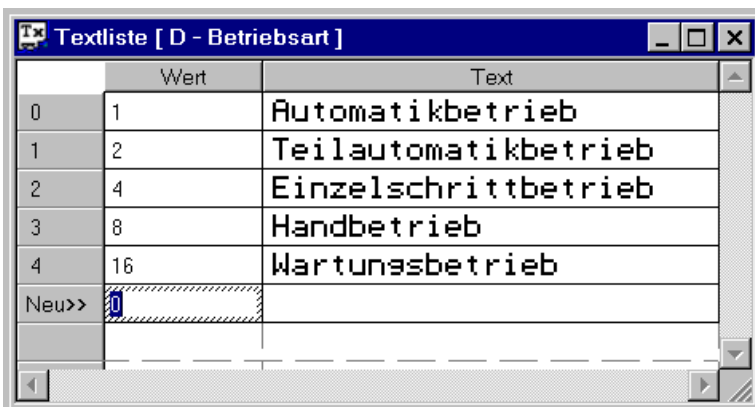 Tx Textliste [ D - Betriebsart ]
Wert Text
0 1 Automatikbetrieb
1 2 Teilautomatikbetrieb
2 4 Einzelschrittbetrieb
3 8 Handbetrieb
4 16 Wartungsbetrieb
Neu>> 0